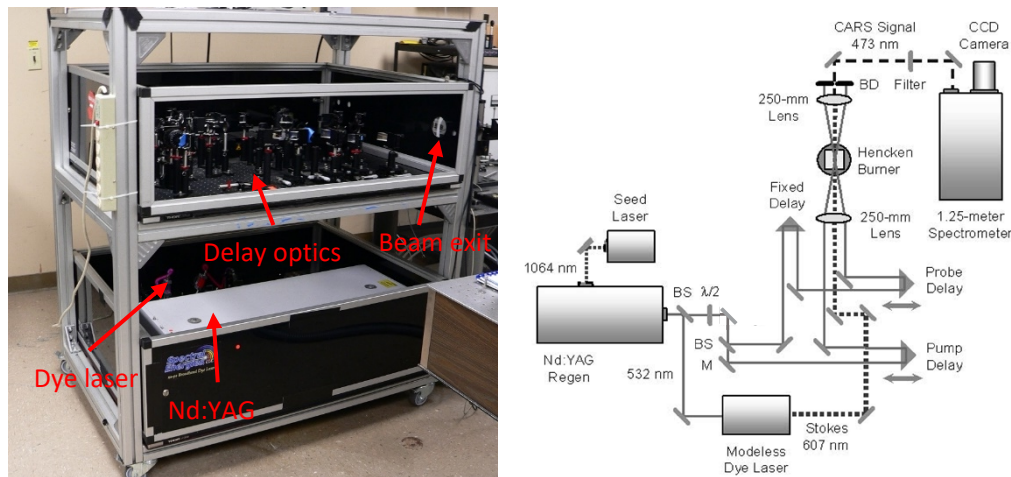 Delay optics
Beam exit
Dye laser
Nd:YAG
Spectral
Energies
CARS Signal
473 nm
CCD
Camera
BD
Filter
250-mm
Lens
Hencken
Burner
Fixed
Delay
Seed
Laser
250-mm
Lens
1.25-meter
Spectrometer
1064 nm
BS
λ/2
Probe
Delay
BS
M
Nd:YAG
Regen
532 nm
Pump
Delay
Stokes
607 nm
Modeless
Dye Laser